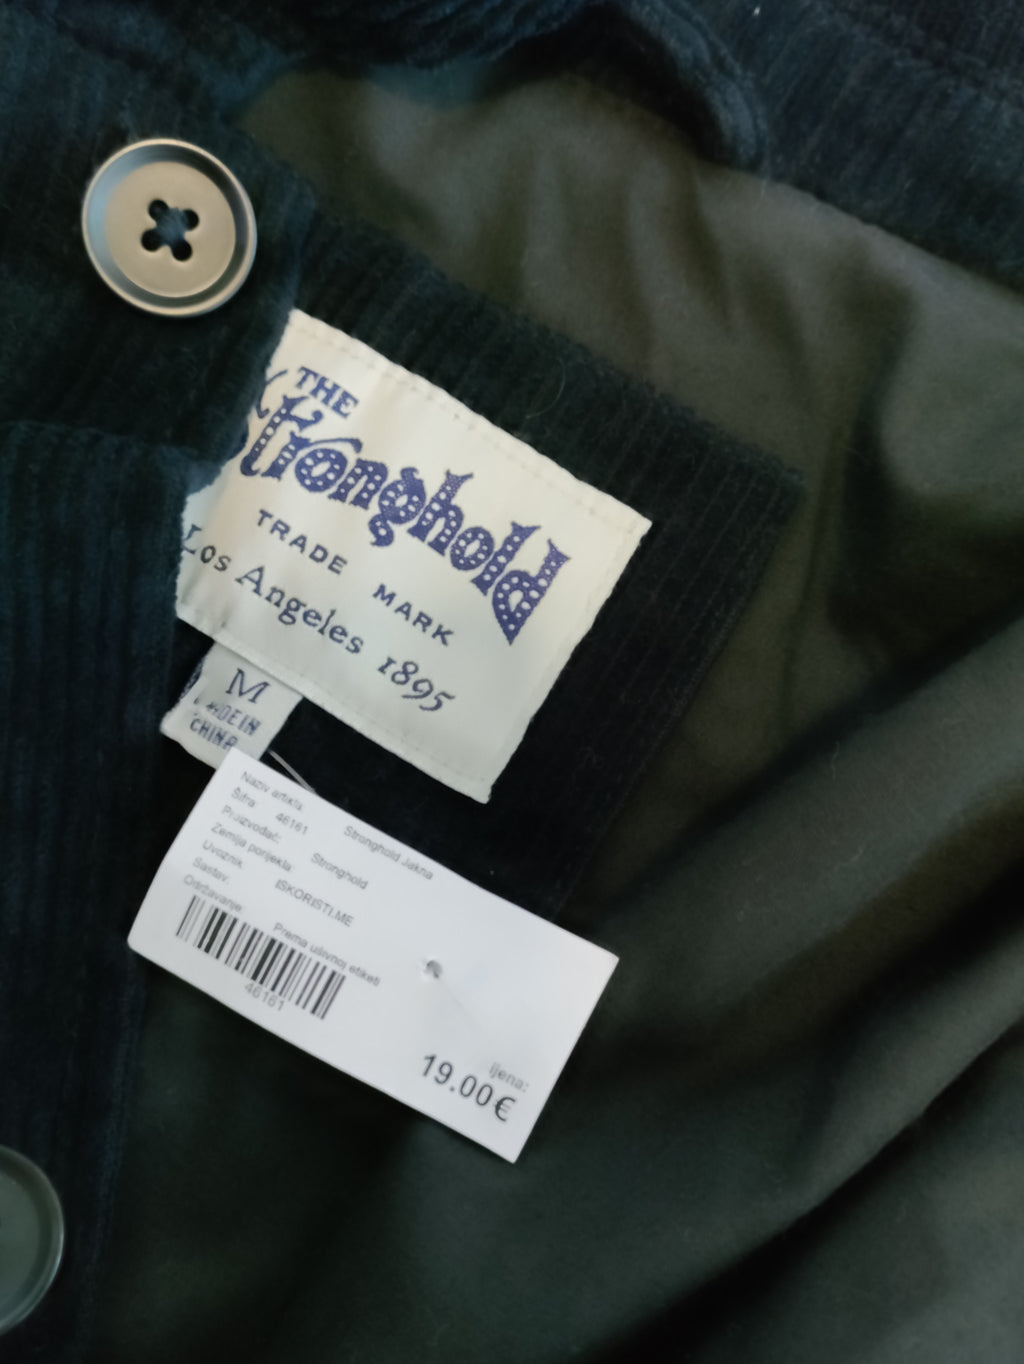 THE
Stronghold
TRADE MARK
Los Angeles 1895
M
MADE IN
CHINA
Naziv artikla: Stronghold Jakna
Šifra: 46161
Proizvođač: Stronghold
Zemlja porijekla:
Uvoznik: ISKORISTI.ME
Sastav:
Održavanje: Prema ušivnoj etiketi
46161
ijena:
19.00€